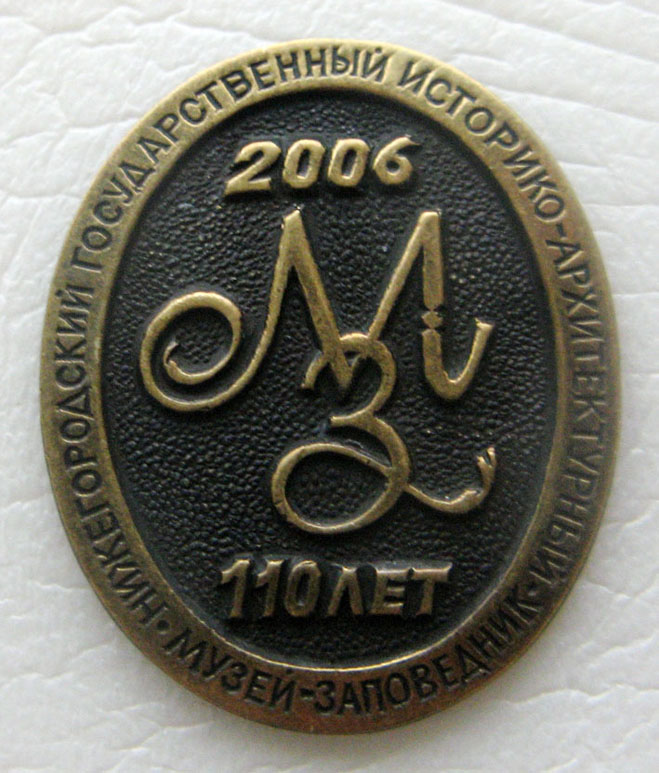 НИЖЕГОРОДСКИЙ ГОСУДАРСТВЕННЫЙ ИСТОРИКО-АРХИТЕКТУРНЫЙ
• МУЗЕЙ-ЗАПОВЕДНИК •
2006
МЗ
110 ЛЕТ